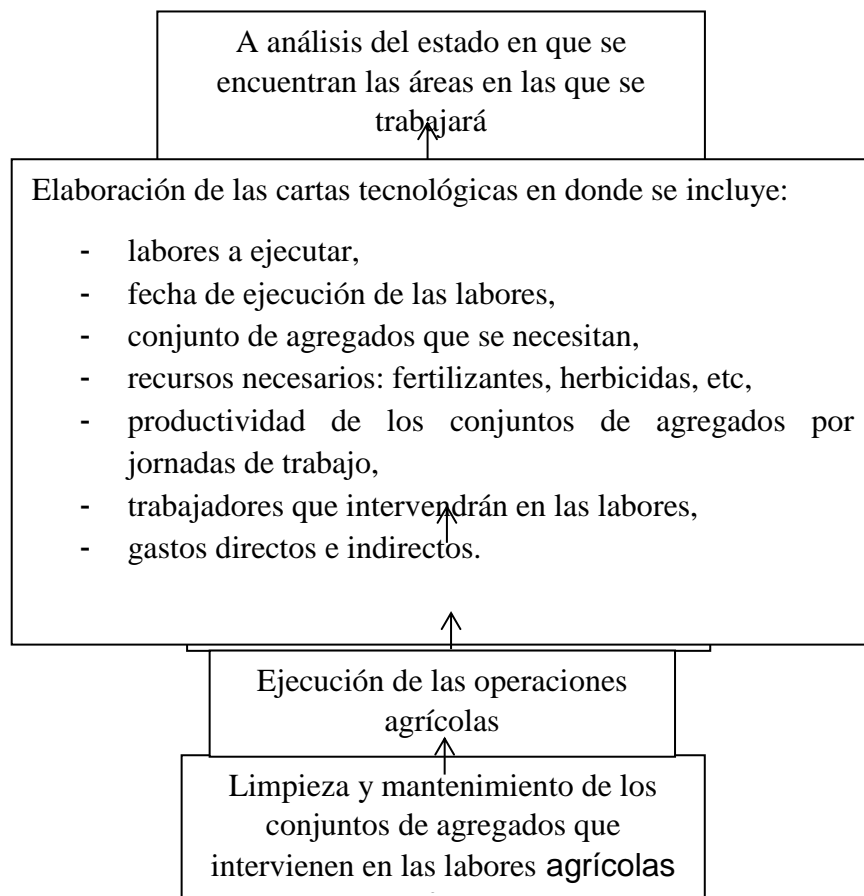 A análisis del estado en que se
encuentran las áreas en las que se
trabajará
Elaboración de las cartas tecnológicas en donde se incluye:
- labores a ejecutar,
- fecha de ejecución de las labores,
- conjunto de agregados que se necesitan,
- recursos necesarios: fertilizantes, herbicidas, etc,
- productividad de los conjuntos de agregados por
jornadas de trabajo,
- trabajadores que intervendrán en las labores,
- gastos directos e indirectos.
Ejecución de las operaciones
agrícolas
Limpieza y mantenimiento de los
conjuntos de agregados que
intervienen en las labores agrícolas